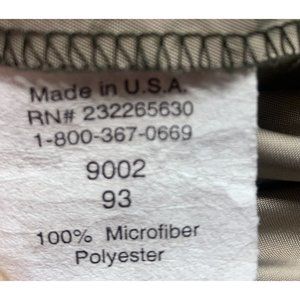 Made in U.S.A.
RN# 232265630
1-800-367-0669
9002
93
100% Microfiber
Polyester